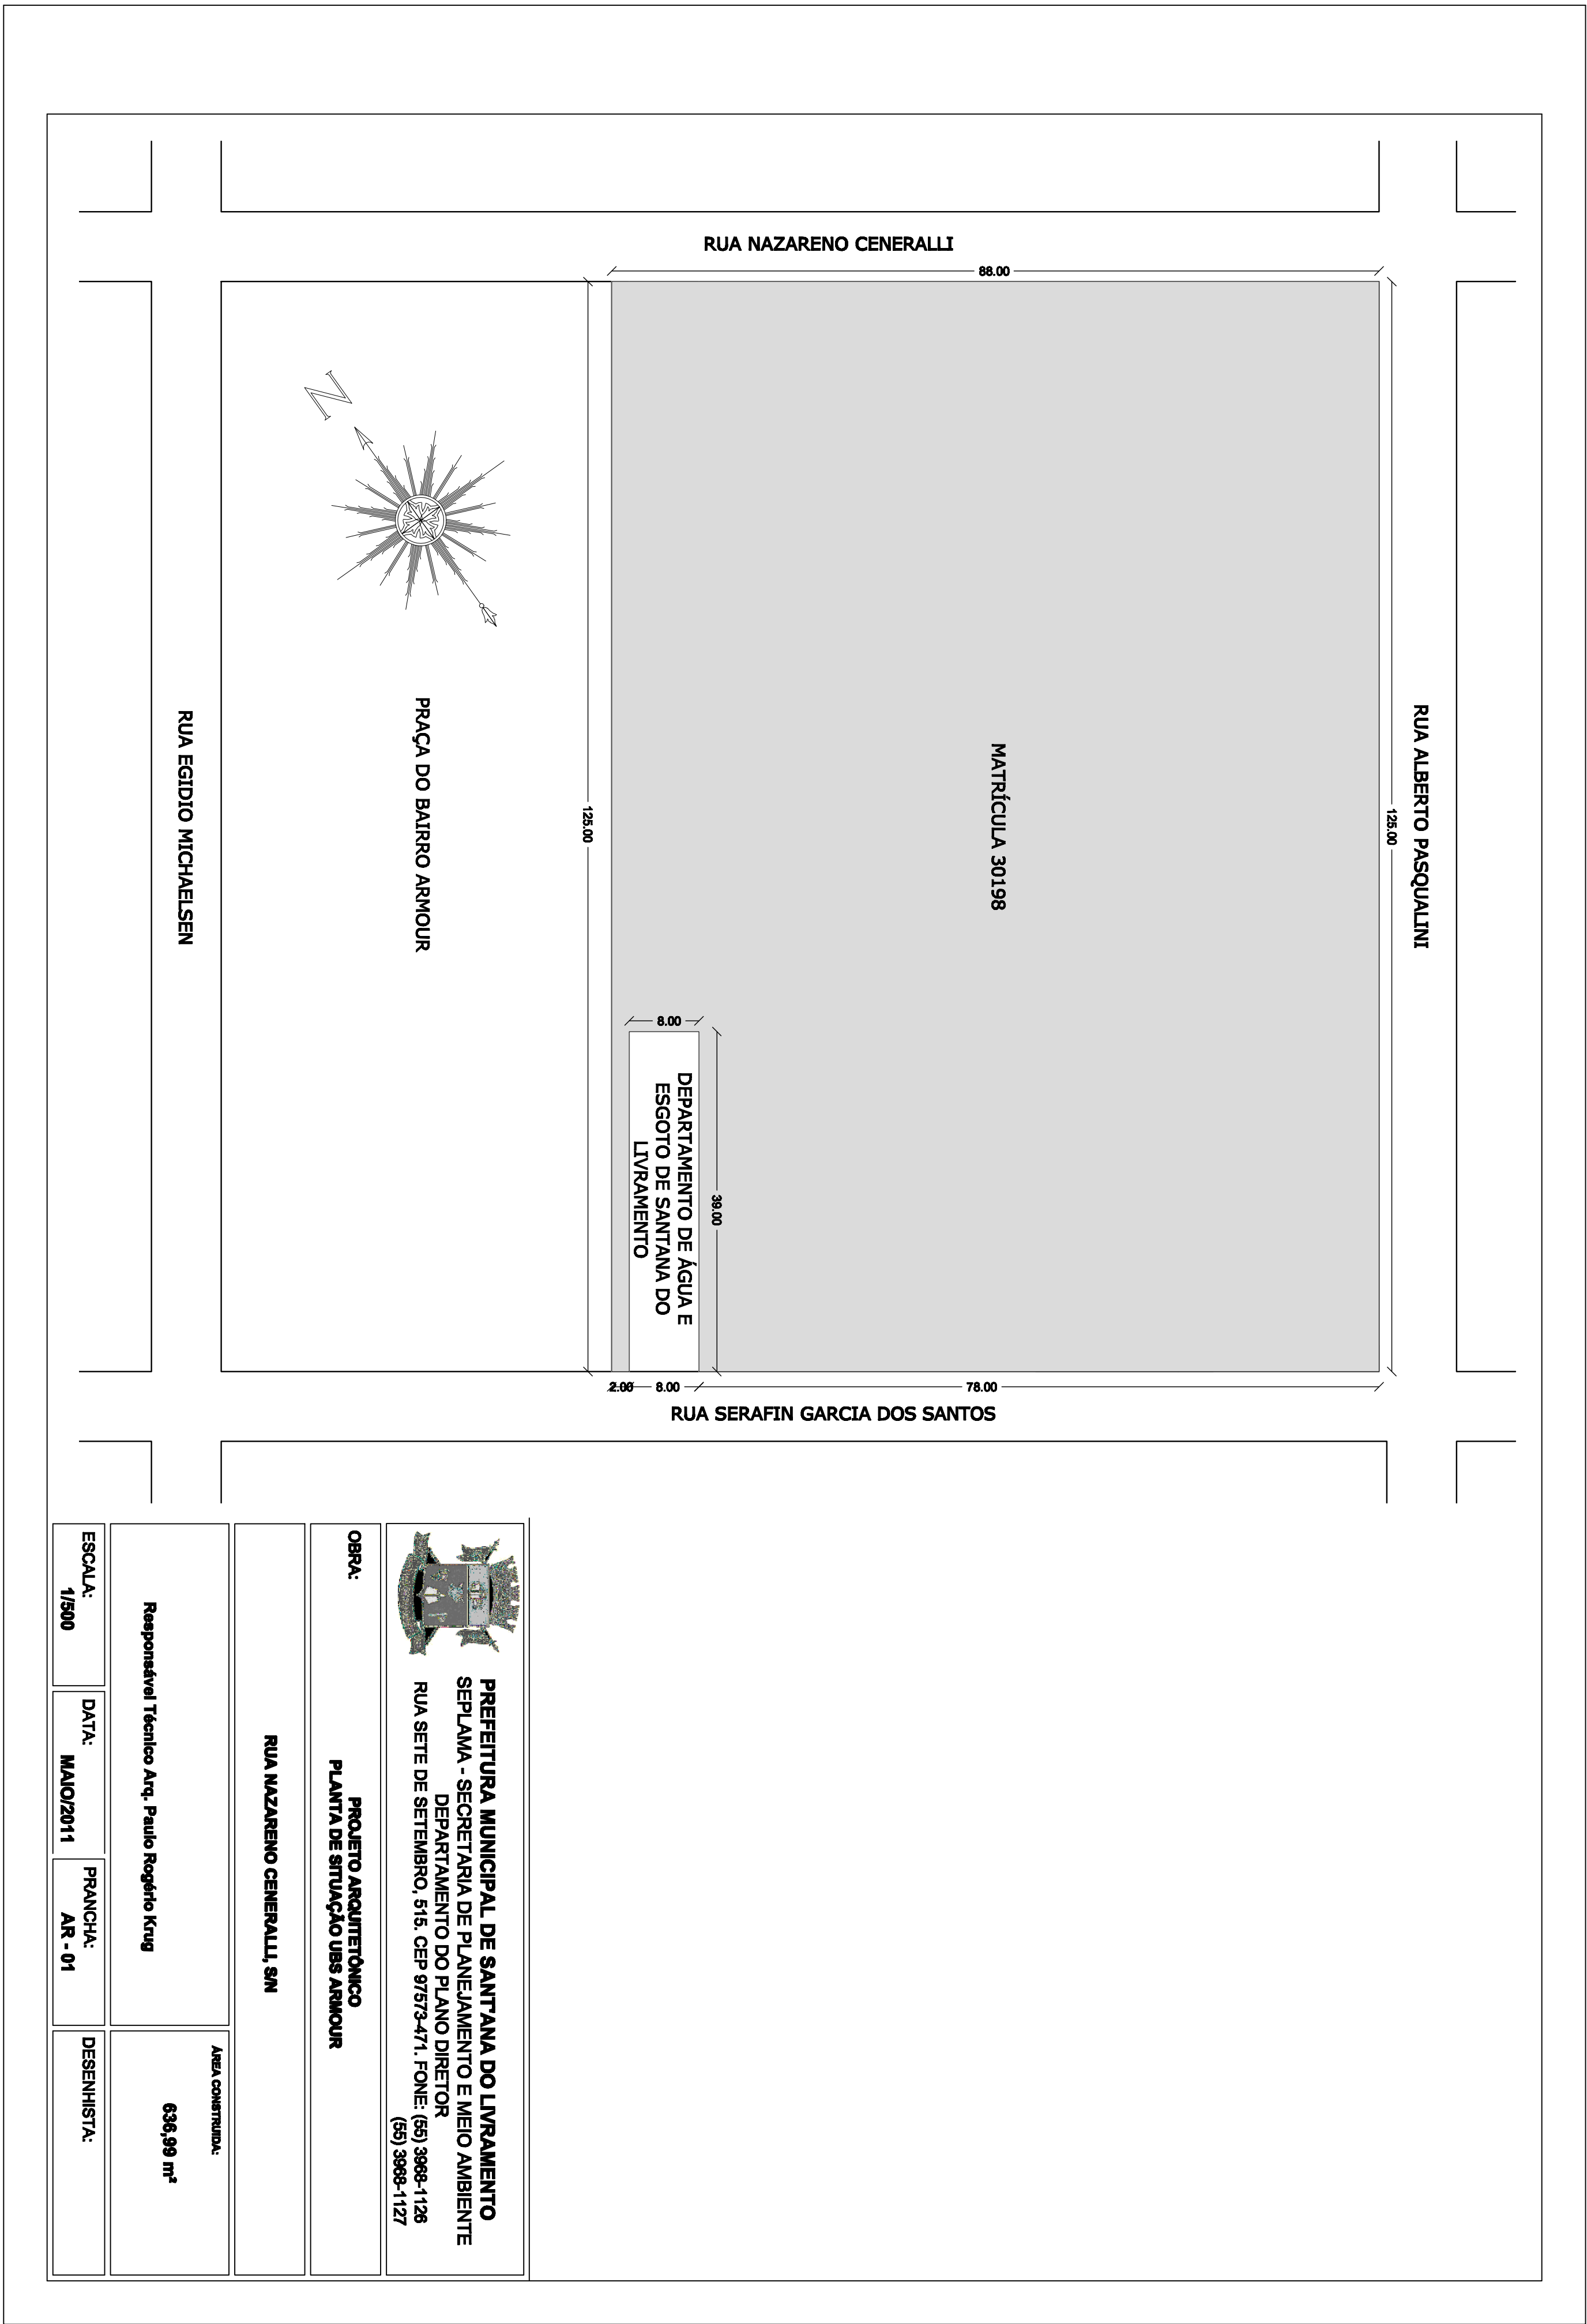 RUA NAZARENO CENERALLI
88.00
N
RUA EGIDIO MICHAELSEN
PRAÇA DO BAIRRO ARMOUR
125.00
MATRÍCULA 30198
125.00
RUA ALBERTO PASQUALINI
8.00
DEPARTAMENTO DE ÁGUA E
ESGOTO DE SANTANA DO
LIVRAMENTO
39.00
2.00
8.00
78.00
RUA SERAFIN GARCIA DOS SANTOS
PREFEITURA MUNICIPAL DE SANT'ANA DO LIVRAMENTO
SEPLAMA - SECRETARIA DE PLANEJAMENTO E MEIO AMBIENTE
DEPARTAMENTO DO PLANO DIRETOR
RUA SETE DE SETEMBRO, 515. CEP 97573-471. FONE: (55) 3968-1126
(55) 3968-1127
OBRA:
PROJETO ARQUITETÔNICO
PLANTA DE SITUAÇÃO UBS ARMOUR
RUA NAZARENO CENERALLI, S/N
Responsável Técnico Arq. Paulo Rogério Krug
ÁREA CONSTRUIDA:
636,99 m²
ESCALA:
1/500
DATA:
MAIO/2011
PRANCHA:
AR - 01
DESENHISTA: